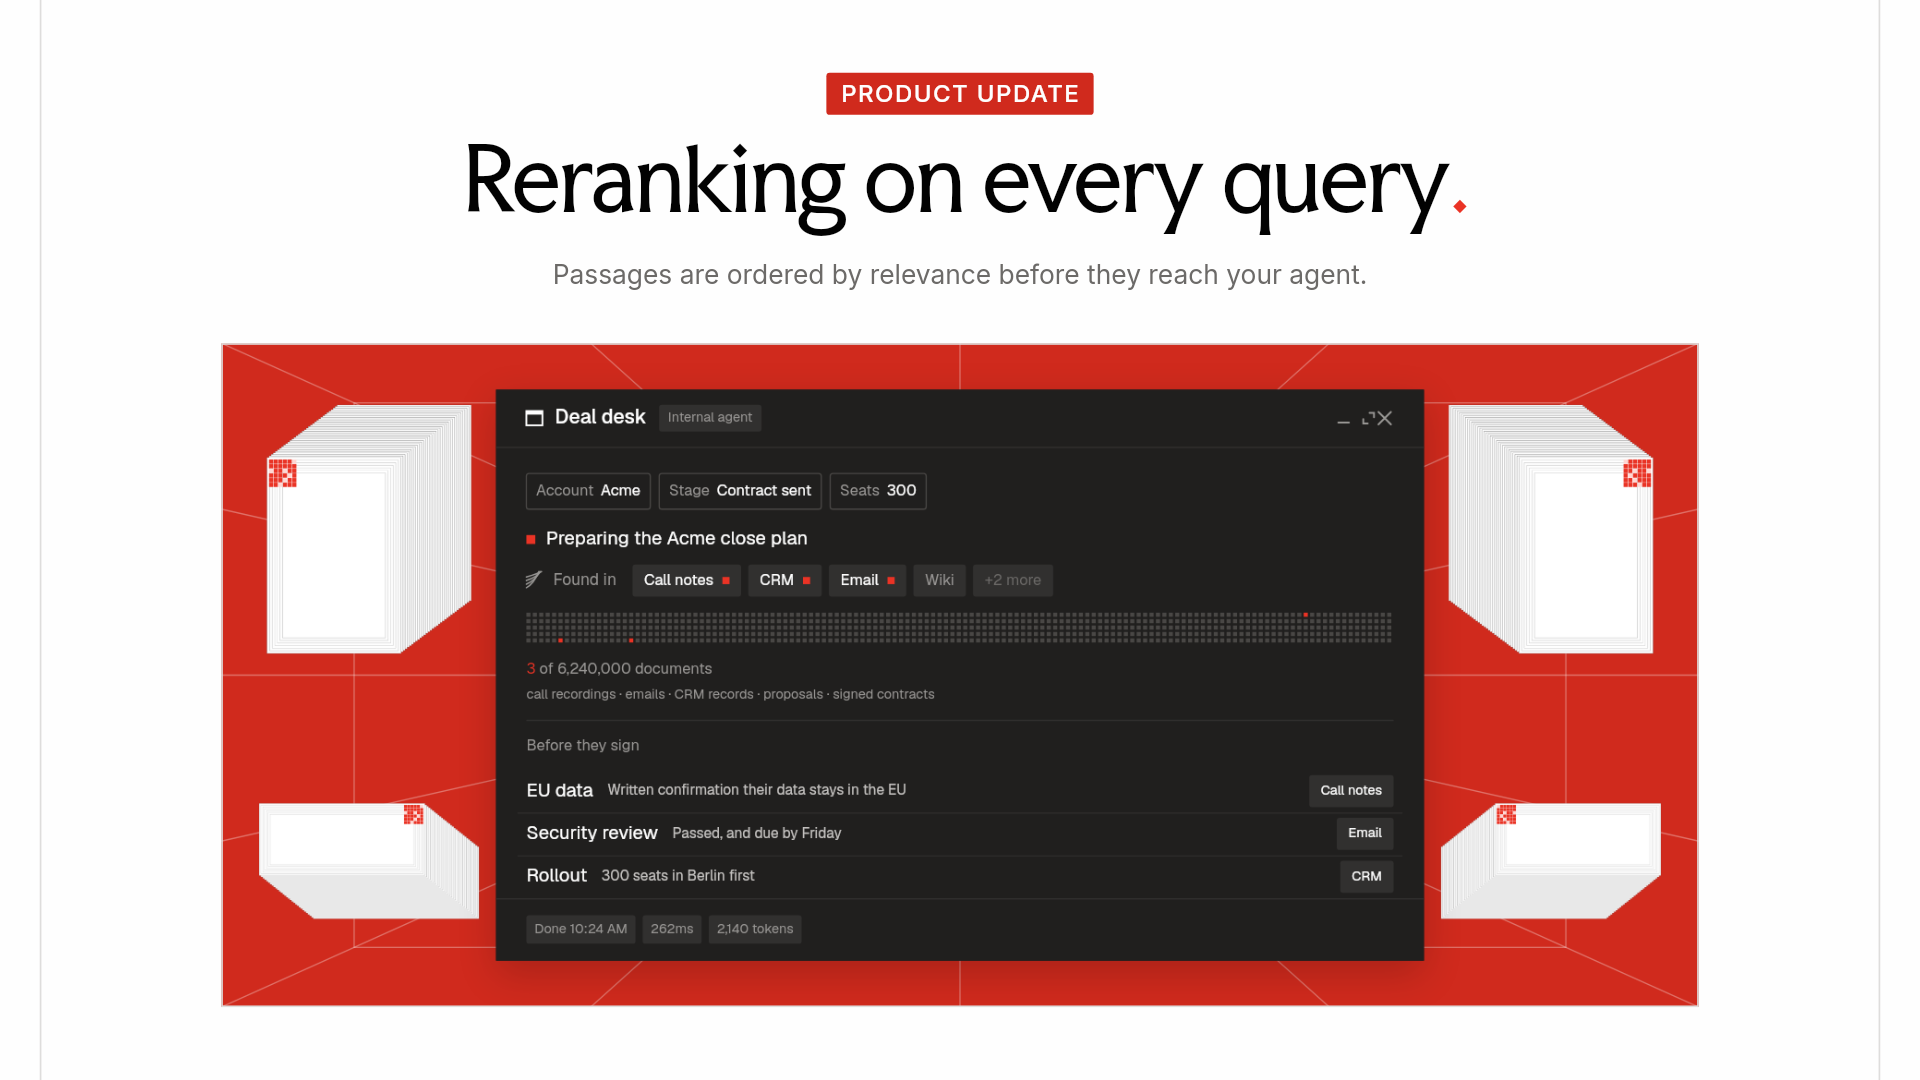 PRODUCT UPDATE
Reranking on every query.
Passages are ordered by relevance before they reach your agent.
Deal desk Internal agent
Account Acme Stage Contract sent Seats 300
Preparing the Acme close plan
Found in Call notes CRM Email Wiki +2 more
3 of 6,240,000 documents
call recordings · emails · CRM records · proposals · signed contracts
Before they sign
EU data Written confirmation their data stays in the EU Call notes
Security review Passed, and due by Friday Email
Rollout 300 seats in Berlin first CRM
Done 10:24 AM 262ms 2,140 tokens